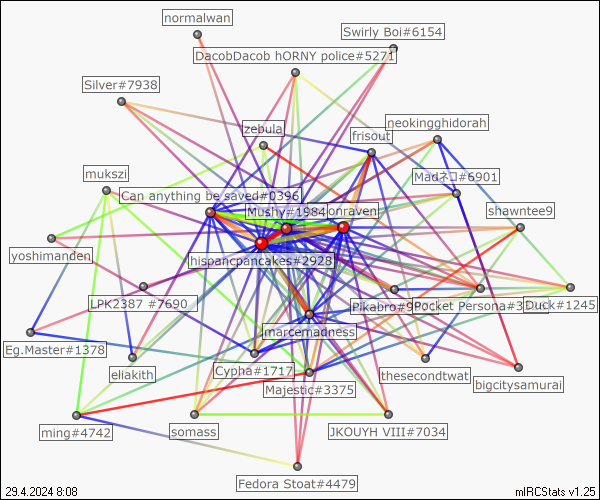 normalwan
Swirly Boi#6154
DacobDacob hORNY police#5271
Silver#7938
neokingghidorah
zebula
frisout
mukszi
Madネコ#6901
Can anything be saved#0396
Mushy#1984
onraven
shawntee9
yoshimanden
hispancpancakes#2928
LPK2387 #7690
Pikabro#9
Pocket Persona#3
Duck#1245
marcemadness
Eg.Master#1378
eliakith
Cypha#1717
thesecondtwat
Majestic#3375
bigcitysamurai
ming#4742
somass
JKOUYH VIII#7034
Fedora Stoat#4479
29.4.2024 8:08
mIRCStats v1.25